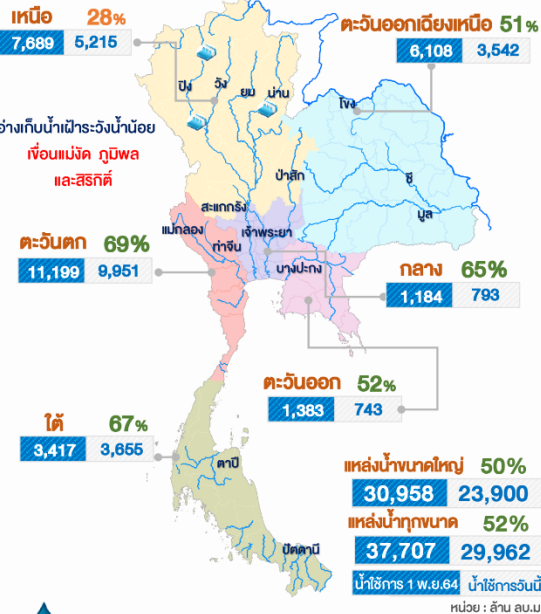 เหนือ 28%
7,689 5,215
ตะวันออกเฉียงเหนือ 51%
6,108 3,542
ปิง
วัง
ยม
น่าน
โขง
อ่างเก็บน้ำเฝ้าระวังน้ำน้อย
เขื่อนแม่งัด ภูมิพล
และสิริกิติ์
ป่าสัก
ชี
มูล
สะแกกรัง
แม่กลอง
เจ้าพระยา
ท่าจีน
บางปะกง
ตะวันตก 69%
11,199 9,951
กลาง 65%
1,184 793
ตะวันออก 52%
1,383 743
ใต้ 67%
3,417 3,655
ตาปี
แหล่งน้ำขนาดใหญ่ 50%
30,958 23,900
แหล่งน้ำทุกขนาด 52%
37,707 29,962
ปัตตานี
น้ำใช้การ 1 พ.ย.64 น้ำใช้การวันนี้
หน่วย : ล้าน ลบ.ม